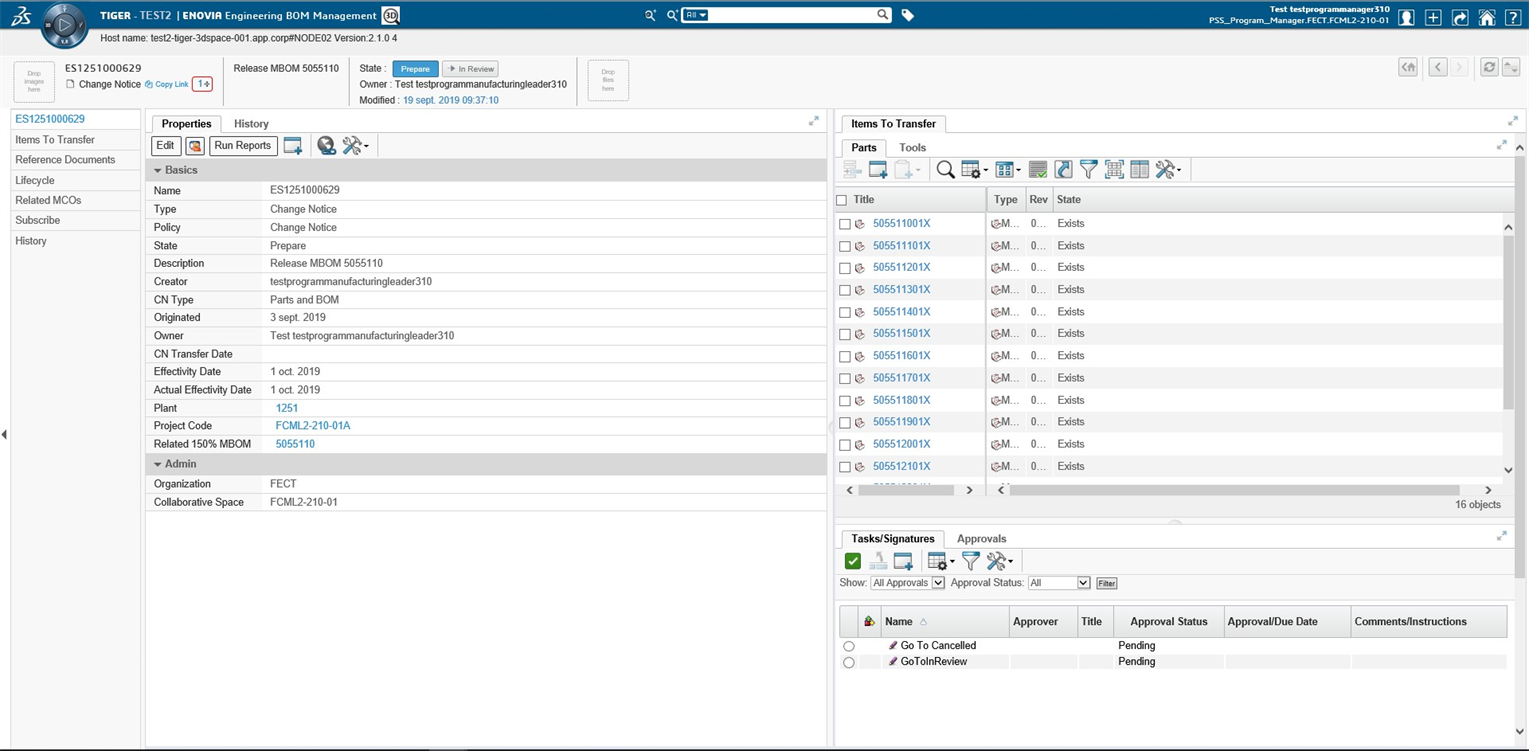 TIGER - TEST2 | ENOVIA Engineering BOM Management 3D
All
Test testprogrammanager310
PSS_Program_Manager.FECT.FCML2-210-01
Host name: test2-tiger-3dspace-001.app.corp#NODE02 Version:2.1.0 4
Drop images here
ES1251000629
Change Notice Copy Link 1+
Release MBOM 5055110
State : Prepare In Review
Owner : Test testprogrammanufacturingleader310
Modified : 19 sept. 2019 09:37:10
Drop files here
ES1251000629
Items To Transfer
Reference Documents
Lifecycle
Related MCOs
Subscribe
History
Properties History
Edit Run Reports
Basics
Name ES1251000629
Type Change Notice
Policy Change Notice
State Prepare
Description Release MBOM 5055110
Creator testprogrammanufacturingleader310
CN Type Parts and BOM
Originated 3 sept. 2019
Owner Test testprogrammanufacturingleader310
CN Transfer Date
Effectivity Date 1 oct. 2019
Actual Effectivity Date 1 oct. 2019
Plant 1251
Project Code FCML2-210-01A
Related 150% MBOM 5055110
Admin
Organization FECT
Collaborative Space FCML2-210-01
Items To Transfer
Parts Tools
Title Type Rev State
505511001X M... 0... Exists
505511101X M... 0... Exists
505511201X M... 0... Exists
505511301X M... 0... Exists
505511401X M... 0... Exists
505511501X M... 0... Exists
505511601X M... 0... Exists
505511701X M... 0... Exists
505511801X M... 0... Exists
505511901X M... 0... Exists
505512001X M... 0... Exists
505512101X M... 0... Exists
16 objects
Tasks/Signatures Approvals
Show: All Approvals Approval Status: All Filter
Name Approver Title Approval Status Approval/Due Date Comments/Instructions
Go To Cancelled Pending
GoToInReview Pending